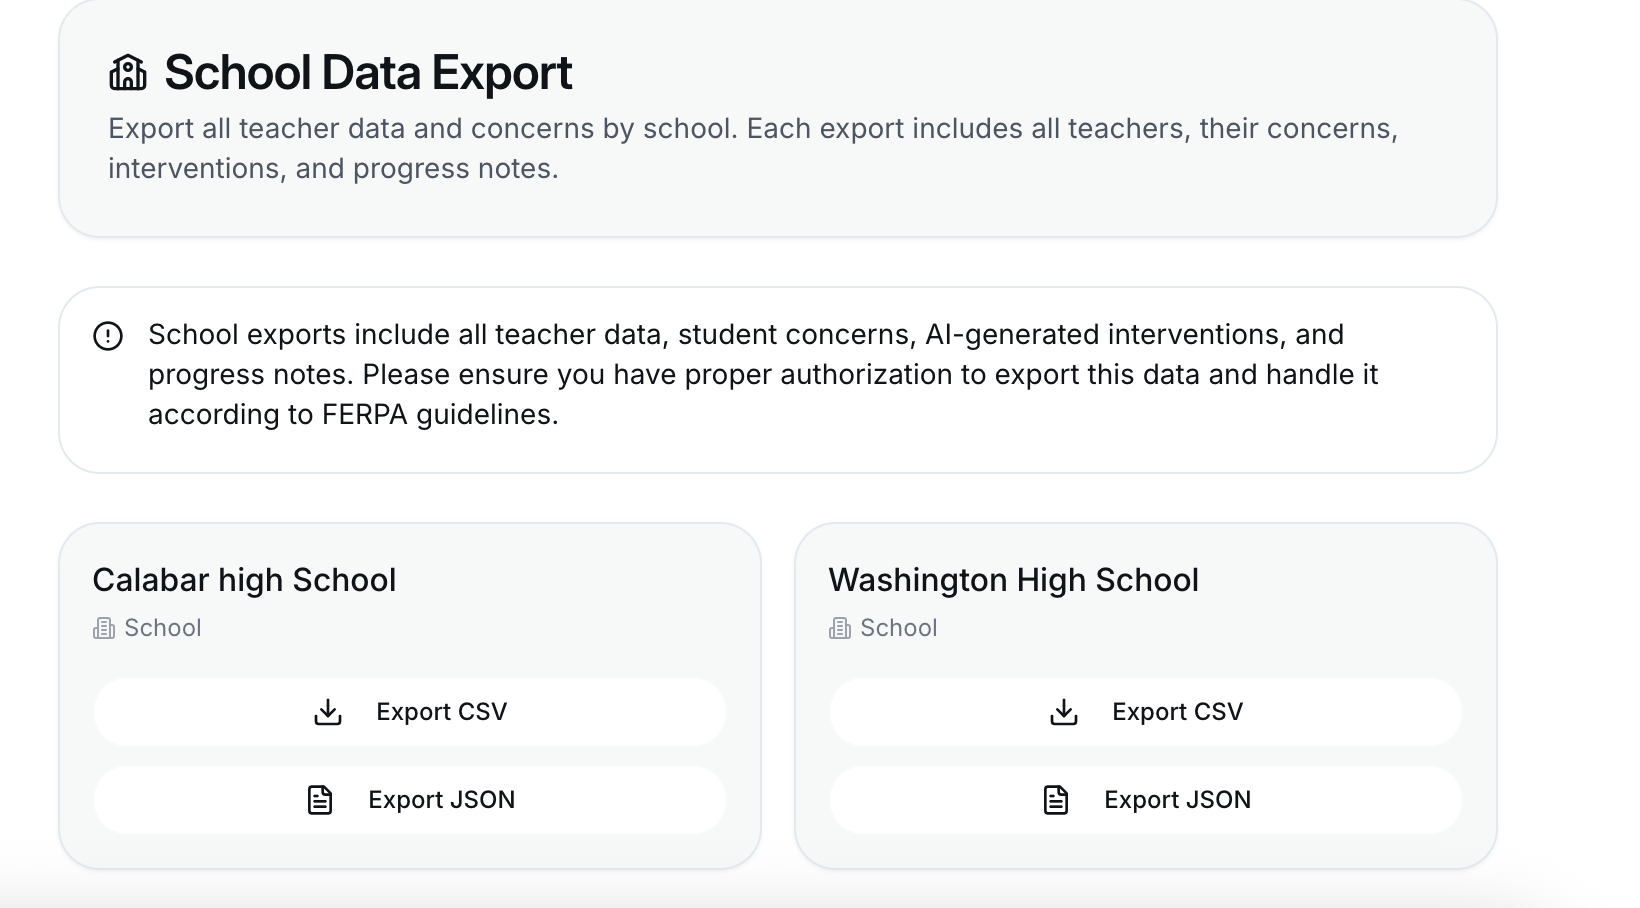 School Data Export
Export all teacher data and concerns by school. Each export includes all teachers, their concerns,
interventions, and progress notes.
School exports include all teacher data, student concerns, AI-generated interventions, and
progress notes. Please ensure you have proper authorization to export this data and handle it
according to FERPA guidelines.
Calabar high School
School
Export CSV
Export JSON
Washington High School
School
Export CSV
Export JSON